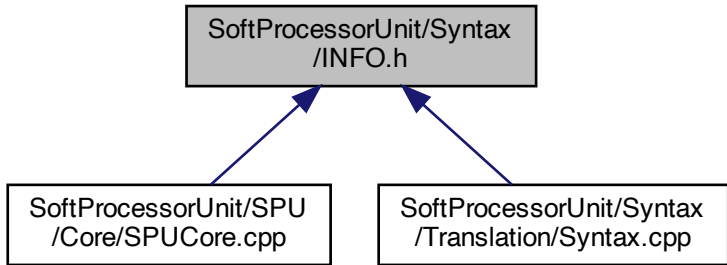 SoftProcessorUnit/Syntax
/INFO.h
SoftProcessorUnit/SPU
/Core/SPUCore.cpp
SoftProcessorUnit/Syntax
/Translation/Syntax.cpp